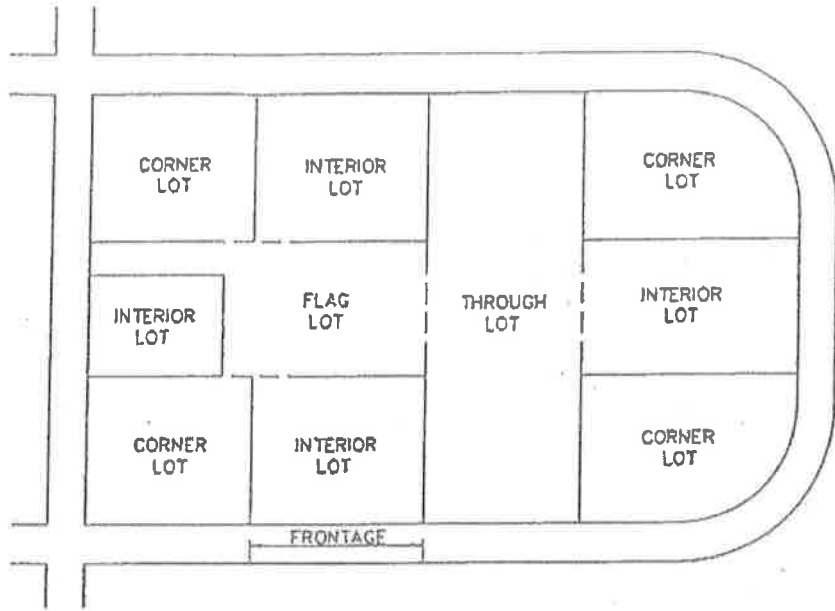 CORNER
LOT
INTERIOR
LOT
CORNER
LOT
INTERIOR
LOT
FLAG
LOT
THROUGH
LOT
INTERIOR
LOT
CORNER
LOT
INTERIOR
LOT
CORNER
LOT
FRONTAGE